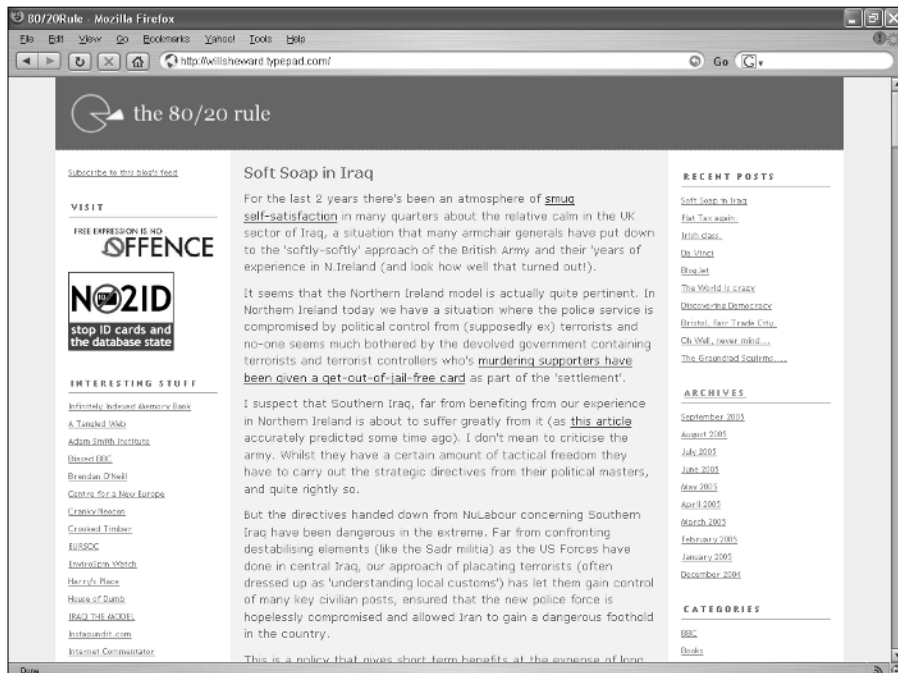 80/20Rule - Mozilla Firefox
File Edit View Go Bookmarks Yahoo! Tools Help
http://willsheward.typepad.com/
Go
G
the 80/20 rule
Subscribe to this blog's feed
VISIT
FREE EXPRESSION IS NO
OFFENCE
NO2ID
stop ID cards and
the database state
INTERESTING STUFF
Infinitely Indexed Memory Bank
A Tangled Web
Adam Smith Institute
Biased BBC
Brendan O'Neill
Centre for a New Europe
Cranky Neocon
Crooked Timber
EURSOC
EnviroSpin Watch
Harry's Place
House of Dumb
IRAQ THE MODEL
Instapundit.com
Internet Commentator
Soft Soap in Iraq
For the last 2 years there's been an atmosphere of smug
self-satisfaction in many quarters about the relative calm in the UK
sector of Iraq, a situation that many armchair generals have put down
to the 'softly-softly' approach of the British Army and their 'years of
experience in N.Ireland (and look how well that turned out!).
It seems that the Northern Ireland model is actually quite pertinent. In
Northern Ireland today we have a situation where the police service is
compromised by political control from (supposedly ex) terrorists and
no-one seems much bothered by the devolved government containing
terrorists and terrorist controllers who's murdering supporters have
been given a get-out-of-jail-free card as part of the 'settlement'.
I suspect that Southern Iraq, far from benefiting from our experience
in Northern Ireland is about to suffer greatly from it (as this article
accurately predicted some time ago). I don't mean to criticise the
army. Whilst they have a certain amount of tactical freedom they
have to carry out the strategic directives from their political masters,
and quite rightly so.
But the directives handed down from NuLabour concerning Southern
Iraq have been dangerous in the extreme. Far from confronting
destabilising elements (like the Sadr militia) as the US Forces have
done in central Iraq, our approach of placating terrorists (often
dressed up as 'understanding local customs') has let them gain control
of many key civilian posts, ensured that the new police force is
hopelessly compromised and allowed Iran to gain a dangerous foothold
in the country.
This is a policy that gives short term benefits at the expense of long
RECENT POSTS
Soft Soap in Iraq
Flat Tax again.
Irish class.
Da Vinci
BlogJet
The World is crazy
Discovering Democracy
Bristol, Fair Trade City.
Oh Well, never mind...
The Groundtad
ARCHIVES
September 2005
August 2005
July 2005
June 2005
May 2005
April 2005
March 2005
February 2005
January 2005
December 2004
CATEGORIES
BBC
Books
Done